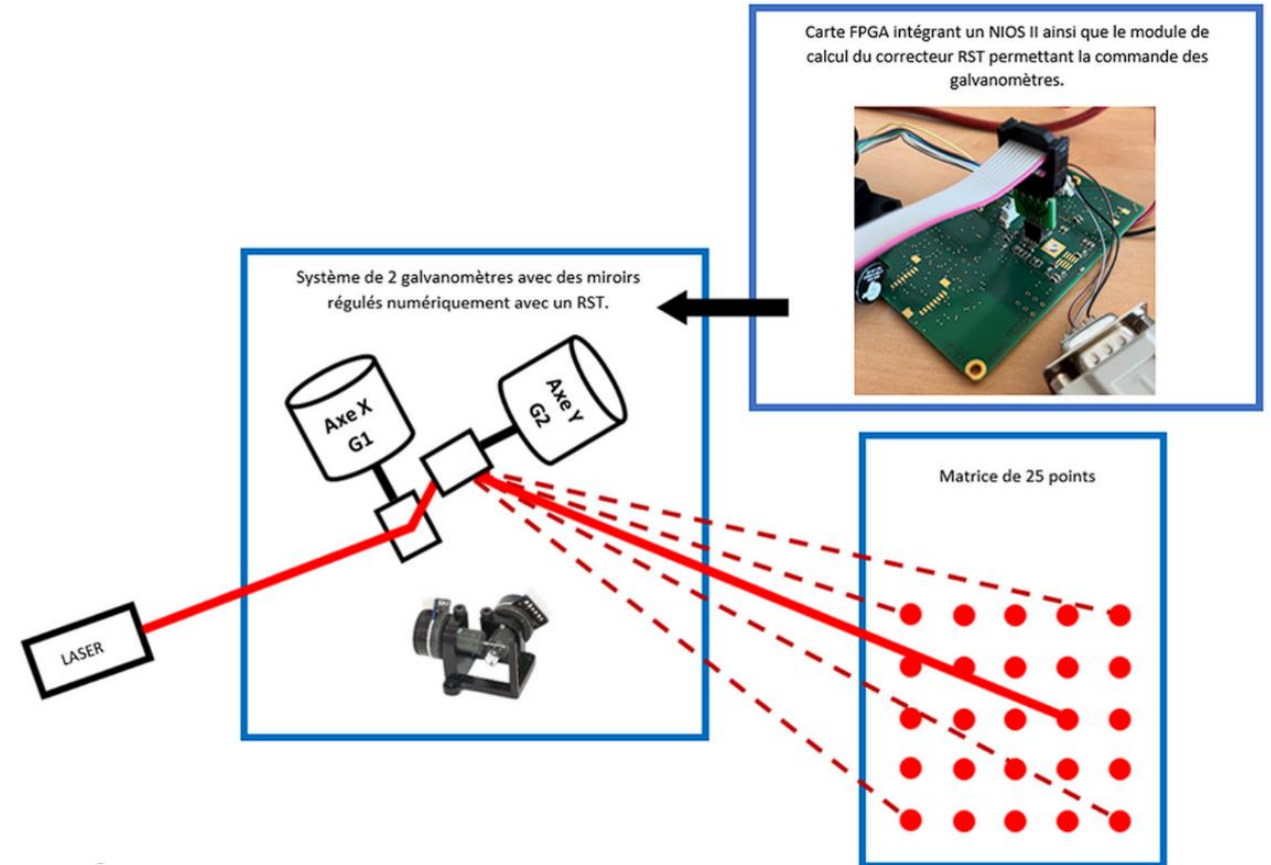 Carte FPGA intégrant un NIOS II ainsi que le module de
calcul du correcteur RST permettant la commande des
galvanomètres.
Système de 2 galvanomètres avec des miroirs
régulés numériquement avec un RST.
Axe X
G1
Axe Y
G2
LASER
Matrice de 25 points